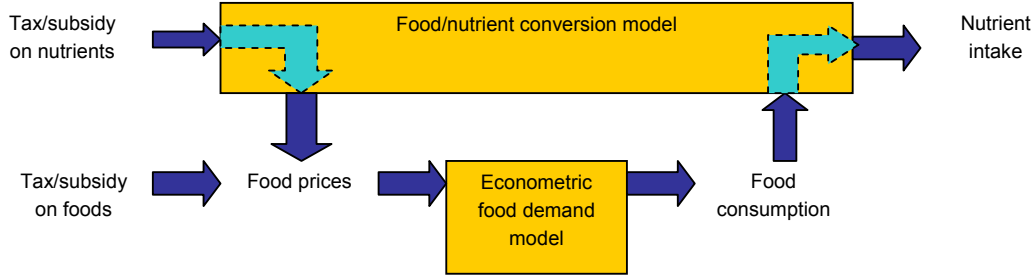 Tax/subsidy
on nutrients
Food/nutrient conversion model
Nutrient
intake
Tax/subsidy
on foods
Food prices
Econometric
food demand
model
Food
consumption